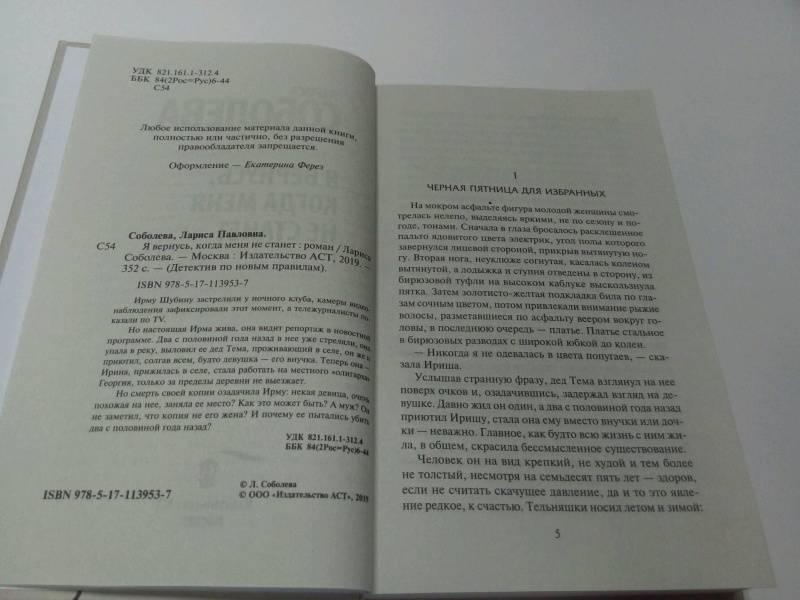 УДК 821.161.1-312.4
ББК 84(2Рос=Рус)6-44
С54
Любое использование материала данной книги,
полностью или частично, без разрешения
правообладателя запрещается.
Оформление — Екатерина Ферез
Соболева, Лариса Павловна.
С54 Я вернусь, когда меня не станет : роман / Лариса
Соболева. — Москва : Издательство АСТ, 2019. —
352 с. — (Детектив по новым правилам).
ISBN 978-5-17-113953-7
Ирму Шубину застрелили у ночного клуба, камеры видео-
наблюдения зафиксировали этот момент, а тележурналисты по-
казали по TV.
Но настоящая Ирма жива, она видит репортаж в новостной
программе. Два с половиной года назад в нее уже стреляли, она
упала в реку, выловил ее дед Тема, проживающий в селе, он же и
приютил, солгав всем, будто девушка — его внучка. Теперь она —
Ирина, прижилась в селе, стала работать на местного «олигарха»
Георгия, только за пределы деревни не выезжает.
Но смерть своей копии озадачила Ирму: некая девица, очень
похожая на нее, заняла ее место? Как это может быть? А муж? Он
не заметил, что копия не его жена? И почему ее пытались убить
два с половиной года назад?
УДК 821.161.1-312.4
ББК 84(2Рос=Рус)6-44
© Л. Соболева
ISBN 978-5-17-113953-7 © ООО «Издательство АСТ», 2019
1
ЧЕРНАЯ ПЯТНИЦА ДЛЯ ИЗБРАННЫХ
На мокром асфальте фигура молодой женщины смо-
трелась нелепо, выделяясь яркими, не по сезону и по-
годе, тонами. Сначала в глаза бросалось расклешенное
пальто ядовитого цвета электрик, угол полы которого
завернулся лицевой стороной, прикрыв вытянутую но-
гу. Вторая нога, неуклюже согнутая, касалась коленом
вытянутой, а лодыжка и ступня отведены в сторону, из
бирюзовой туфли на высоком каблуке выскользнула
пятка. Затем золотисто-желтая подкладка била по гла-
зам сочным цветом, потом привлекали внимание рыжие
волосы, разметавшиеся по асфальту веером вокруг го-
ловы, в последнюю очередь — платье. Платье стальное
в бирюзовых разводах с широкой юбкой до колен.
— Никогда я не одевалась в цвета попугаев, — ска-
зала Ириша.
Услышав странную фразу, дед Тема взглянул на нее
поверх очков и, озадачившись, задержал взгляд на де-
вушке. Давно жил он один, а два с половиной года назад
приютил Иришу, стала она ему вместо внучки или доч-
ки — неважно. Главное, как будто всю жизнь с ним жи-
ла, в общем, скрасила бессмысленное существование.
Человек он на вид крепкий, не худой и тем более
не толстый, несмотря на семьдесят пять лет — здоров,
если не считать скачущее давление, да и то это явле-
ние редкое, к счастью. Тельняшки носил летом и зимой:
5